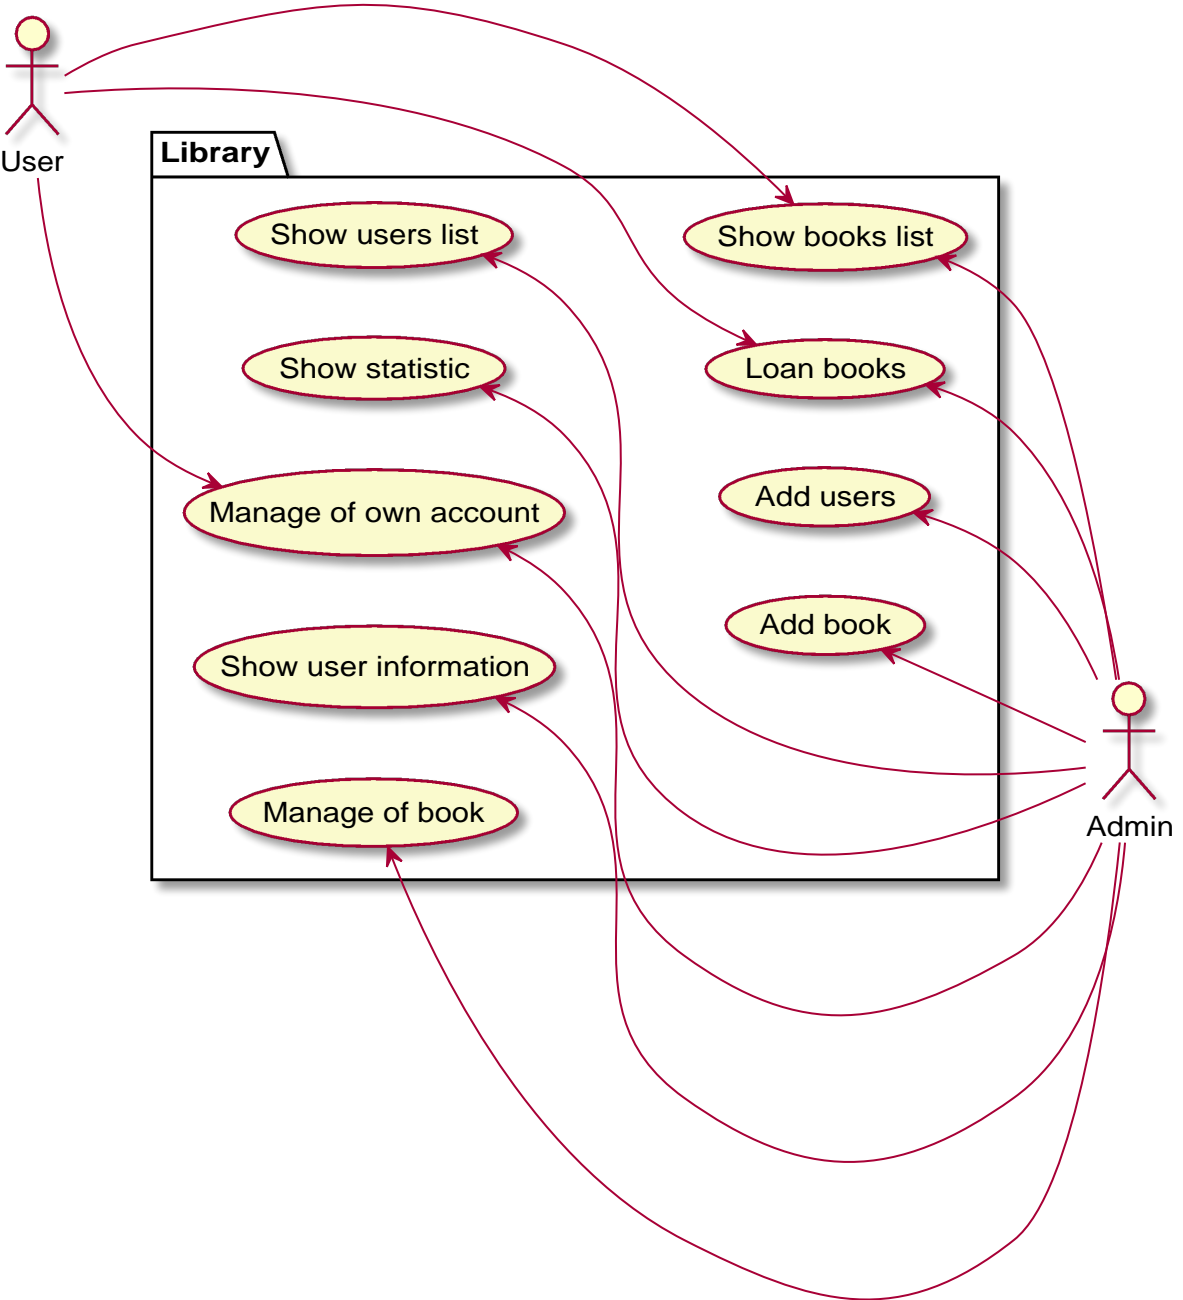 User
Library
Show users list
Show books list
Show statistic
Loan books
Manage of own account
Add users
Add book
Show user information
Manage of book
Admin